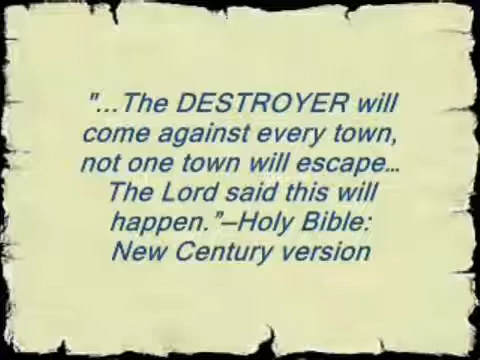 "...The DESTROYER will
come against every town,
not one town will escape...
The Lord said this will
happen.”–Holy Bible:
New Century version